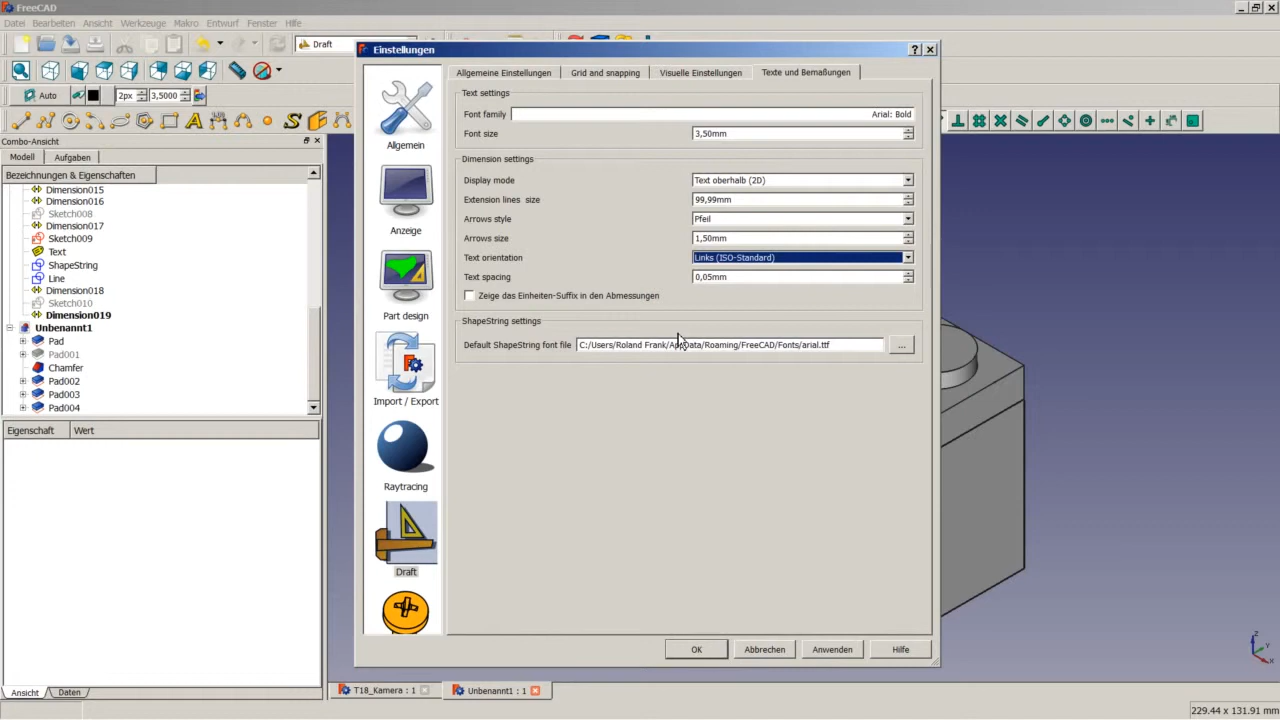 FreeCAD
Datei Bearbeiten Ansicht Werkzeuge Makro Entwurf Fenster Hilfe
Draft
Auto
2px
3,5000
Combo-Ansicht
Modell Aufgaben
Bezeichnungen & Eigenschaften
Dimension015
Dimension016
Sketch008
Dimension017
Sketch009
Text
ShapeString
Line
Dimension018
Sketch010
Dimension019
Unbenannt1
Pad
Pad001
Chamfer
Pad002
Pad003
Pad004
Eigenschaft Wert
Ansicht Daten
Einstellungen
Allgemein
Anzeige
Part design
Import / Export
Raytracing
Draft
Allgemeine Einstellungen Grid and snapping Visuelle Einstellungen Texte und Bemaßungen
Text settings
Font family Arial: Bold
Font size 3,50mm
Dimension settings
Display mode Text oberhalb (2D)
Extension lines size 99,99mm
Arrows style Pfeil
Arrows size 1,50mm
Text orientation Links (ISO-Standard)
Text spacing 0,05mm
Zeige das Einheiten-Suffix in den Abmessungen
ShapeString settings
Default ShapeString font file C:/Users/Roland Frank/AppData/Roaming/FreeCAD/Fonts/arial.ttf ...
OK Abbrechen Anwenden Hilfe
T18_Kamera : 1 Unbenannt1 : 1
Z
Y
X
229.44 x 131.91 mm